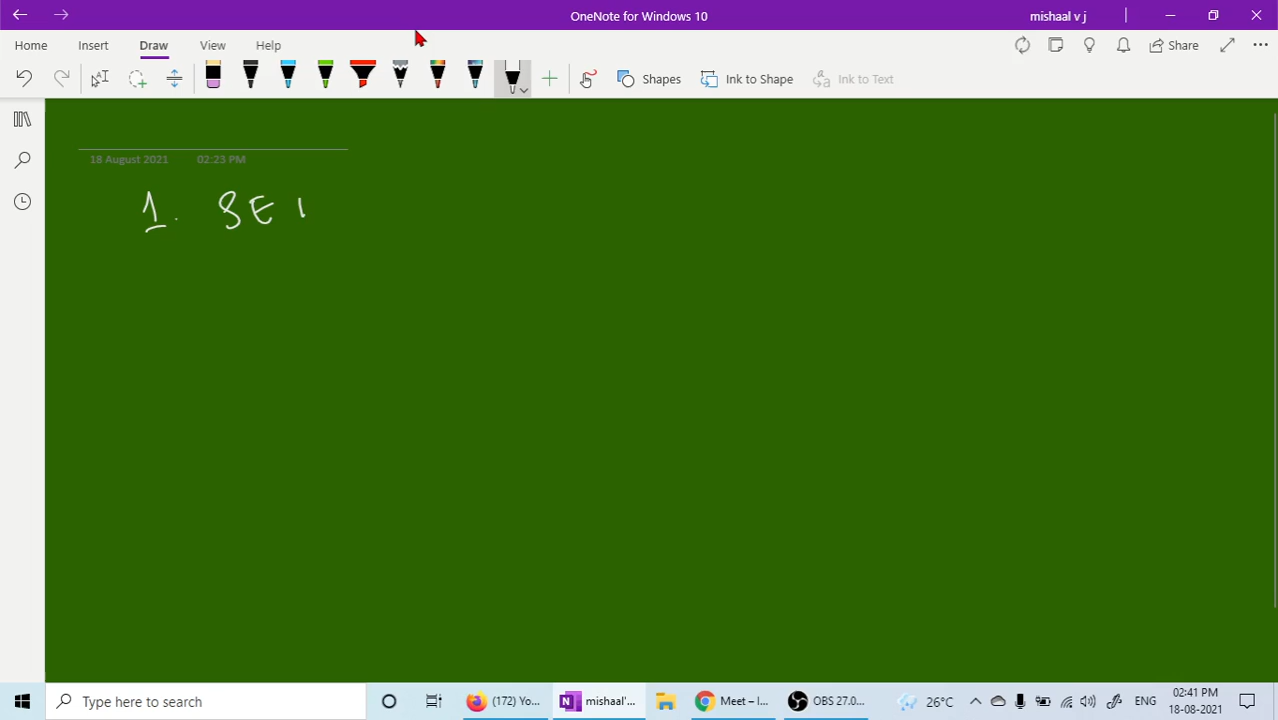 OneNote for Windows 10
mishaal v j
Home Insert Draw View Help
Share
Shapes
Ink to Shape
Ink to Text
18 August 2021 02:23 PM
1. SE
Type here to search
(172) Yo...
mishaal'...
Meet – I...
OBS 27.0...
26°C
ENG
02:41 PM
18-08-2021